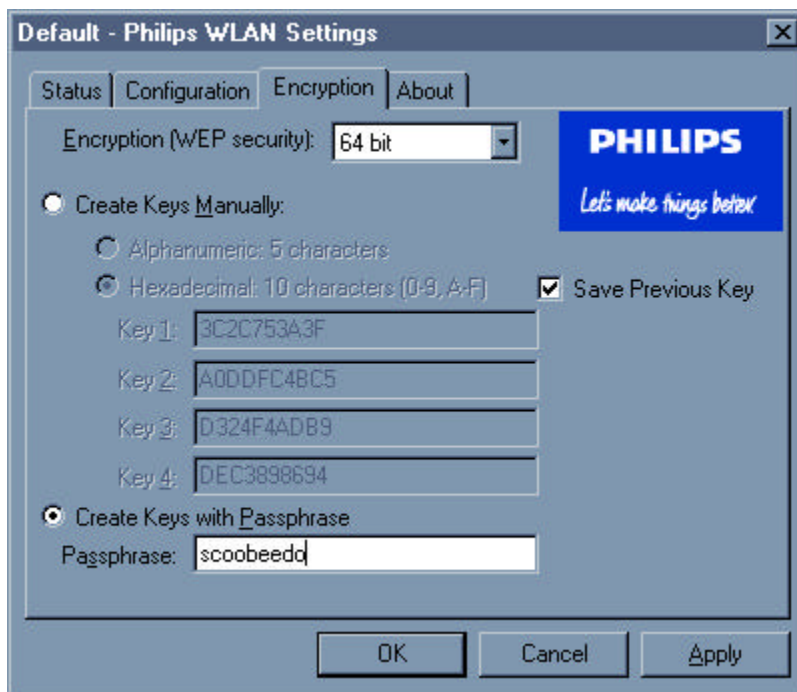 Default - Philips WLAN Settings
Status Configuration Encryption About
Encryption (WEP security): 64 bit
PHILIPS
Let's make things better.
Create Keys Manually:
Alphanumeric: 5 characters
Hexadecimal: 10 characters (0-9, A-F)
Save Previous Key
Key 1: 3C2C753A3F
Key 2: A0DDFC4BC5
Key 3: D324F4ADB9
Key 4: DEC3898694
Create Keys with Passphrase
Passphrase: scoobeedo
OK Cancel Apply